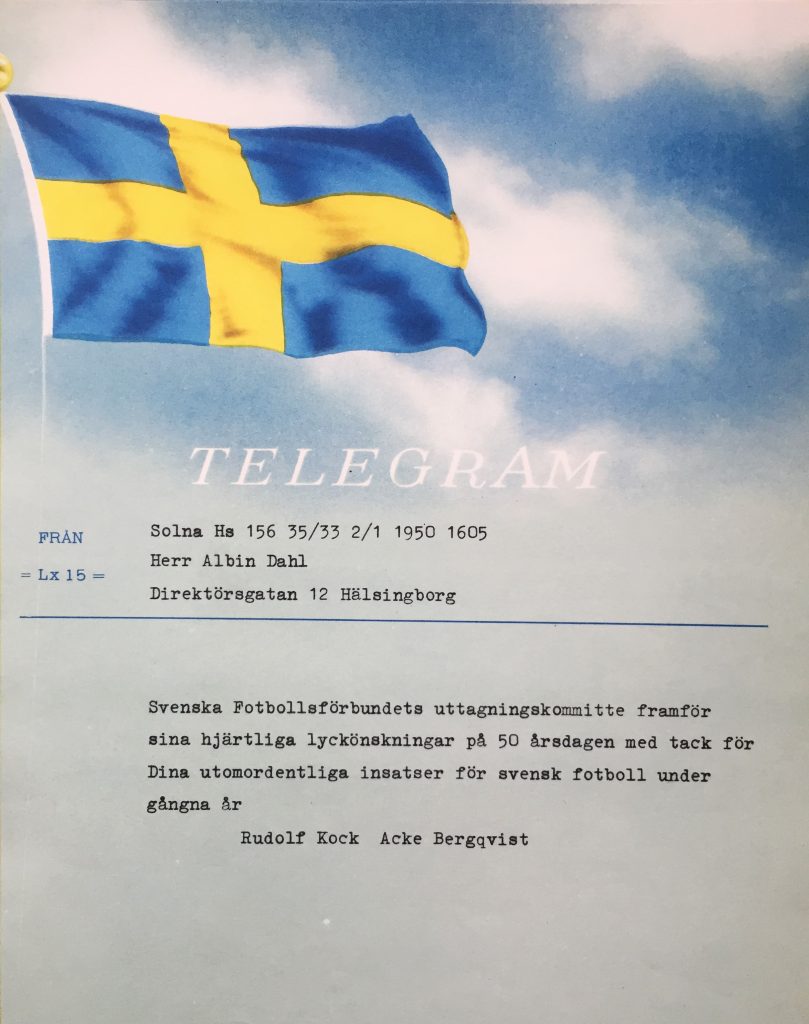 TELEGRAM
FRÅN
= Lx 15 =
Solna Hs 156 35/33 2/1 1950 1605
Herr Albin Dahl
Direktörsgatan 12 Hälsingborg
Svenska Fotbollsförbundets uttagningskommitte framför
sina hjärtliga lyckönskningar på 50 årsdagen med tack för
Dina utomordentliga insatser för svensk fotboll under
gångna år
Rudolf Kock Acke Bergqvist